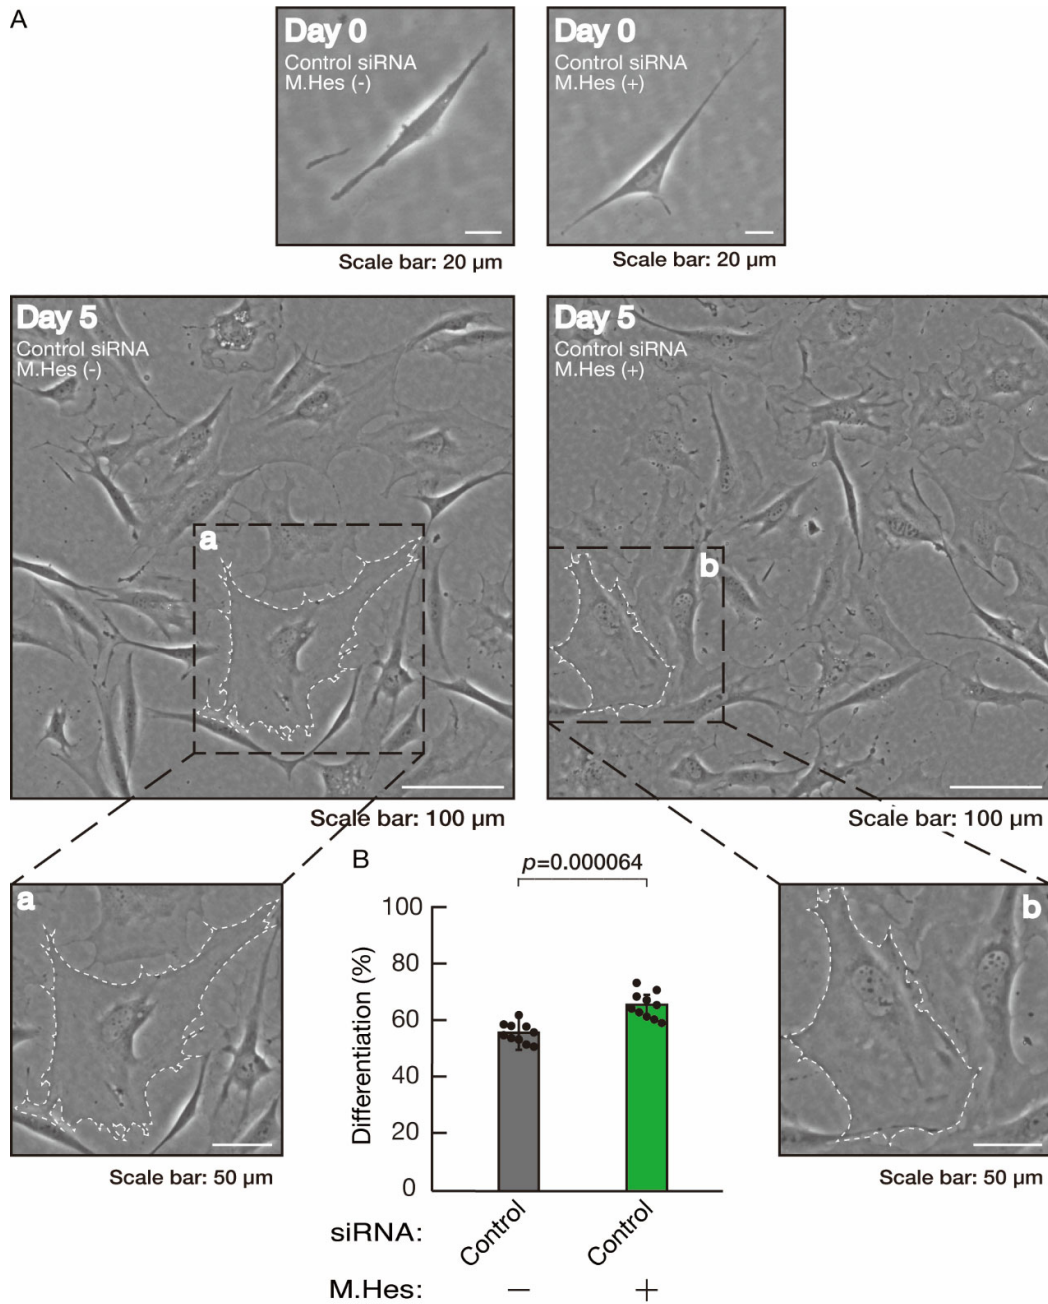 A
Day 0
Control siRNA
M.Hes (-)
Day 0
Control siRNA
M.Hes (+)
Scale bar: 20 µm
Scale bar: 20 µm
Day 5
Control siRNA
M.Hes (-)
a
Day 5
Control siRNA
M.Hes (+)
b
Scale bar: 100 µm
Scale bar: 100 µm
a
Scale bar: 50 µm
B
p=0.000064
Differentiation (%)
100
80
60
40
20
0
siRNA:
Control
Control
M.Hes:
−
+
b
Scale bar: 50 µm